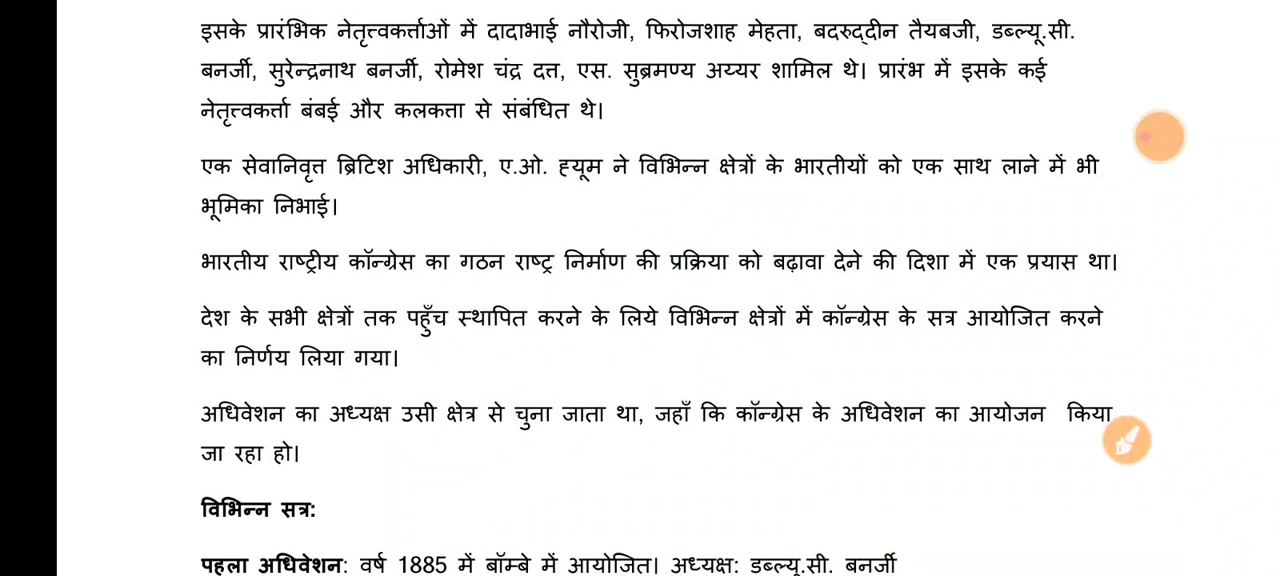 इसके प्रारंभिक नेतृत्त्वकर्त्ताओं में दादाभाई नौरोजी, फिरोजशाह मेहता, बदरुद्दीन तैयबजी, डब्ल्यू.सी.
बनर्जी, सुरेन्द्रनाथ बनर्जी, रोमेश चंद्र दत्त, एस. सुब्रमण्य अय्यर शामिल थे। प्रारंभ में इसके कई
नेतृत्त्वकर्त्ता बंबई और कलकत्ता से संबंधित थे।
एक सेवानिवृत्त ब्रिटिश अधिकारी, ए.ओ. ह्यूम ने विभिन्न क्षेत्रों के भारतीयों को एक साथ लाने में भी
भूमिका निभाई।
भारतीय राष्ट्रीय कॉन्ग्रेस का गठन राष्ट्र निर्माण की प्रक्रिया को बढ़ावा देने की दिशा में एक प्रयास था।
देश के सभी क्षेत्रों तक पहुँच स्थापित करने के लिये विभिन्न क्षेत्रों में कॉन्ग्रेस के सत्र आयोजित करने
का निर्णय लिया गया।
अधिवेशन का अध्यक्ष उसी क्षेत्र से चुना जाता था, जहाँ कि कॉन्ग्रेस के अधिवेशन का आयोजन किया
जा रहा हो।
विभिन्न सत्र:
पहला अधिवेशन: वर्ष 1885 में बॉम्बे में आयोजित। अध्यक्ष: डब्ल्यू.सी. बनर्जी